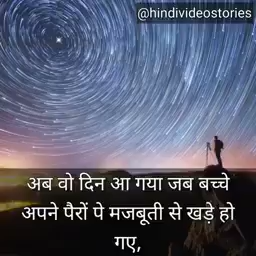 @hindivideostories
अब वो दिन आ गया जब बच्चे
अपने पैरों पे मजबूती से खड़े हो
गए,